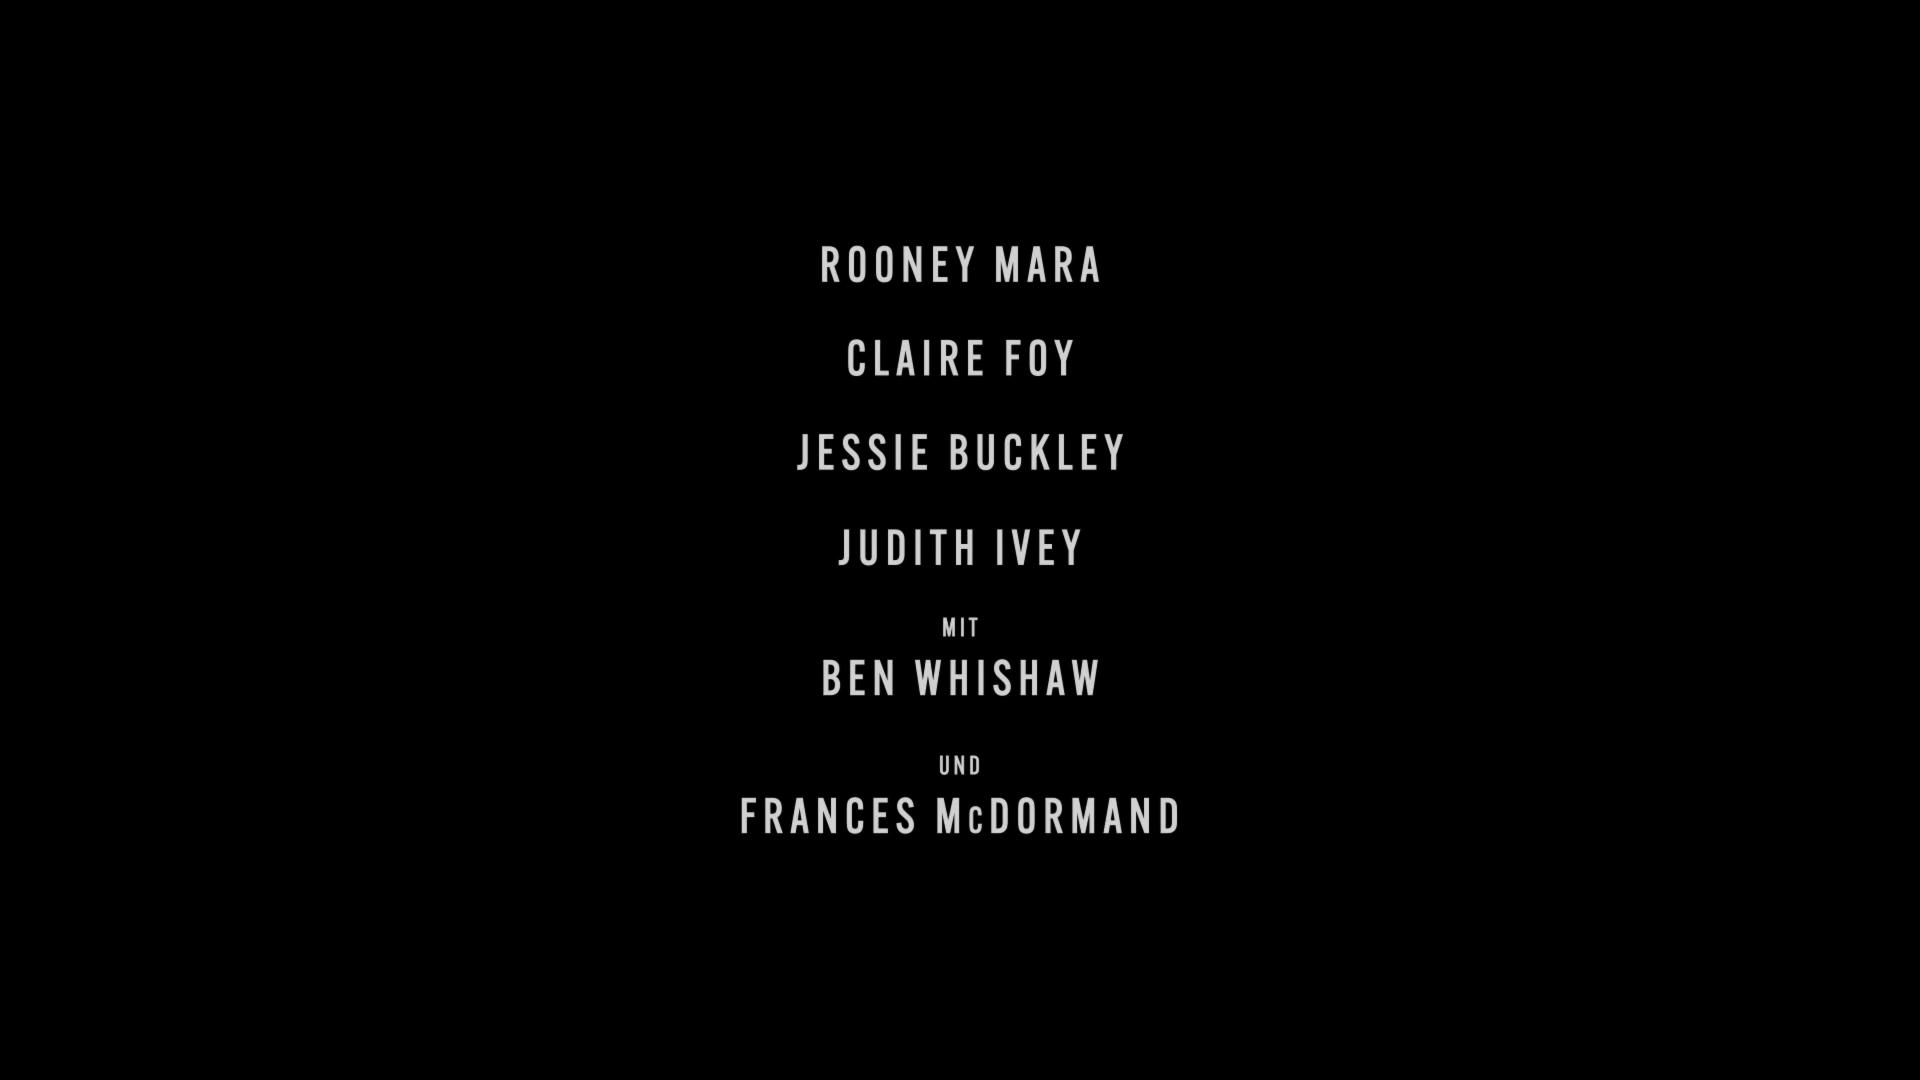 ROONEY MARA
CLAIRE FOY
JESSIE BUCKLEY
JUDITH IVEY
MIT
BEN WHISHAW
UND
FRANCES McDORMAND